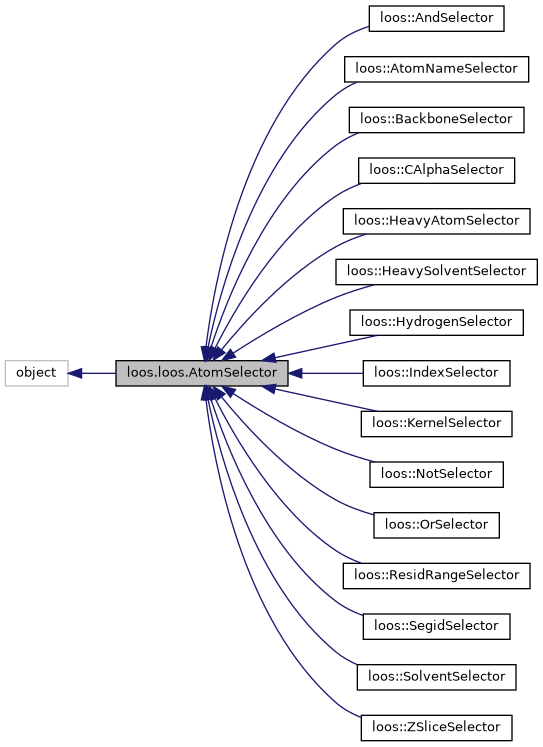 loos::AndSelector
loos::AtomNameSelector
loos::BackboneSelector
loos::CAlphaSelector
loos::HeavyAtomSelector
loos::HeavySolventSelector
loos::HydrogenSelector
object
loos.loos.AtomSelector
loos::IndexSelector
loos::KernelSelector
loos::NotSelector
loos::OrSelector
loos::ResidRangeSelector
loos::SegidSelector
loos::SolventSelector
loos::ZSliceSelector